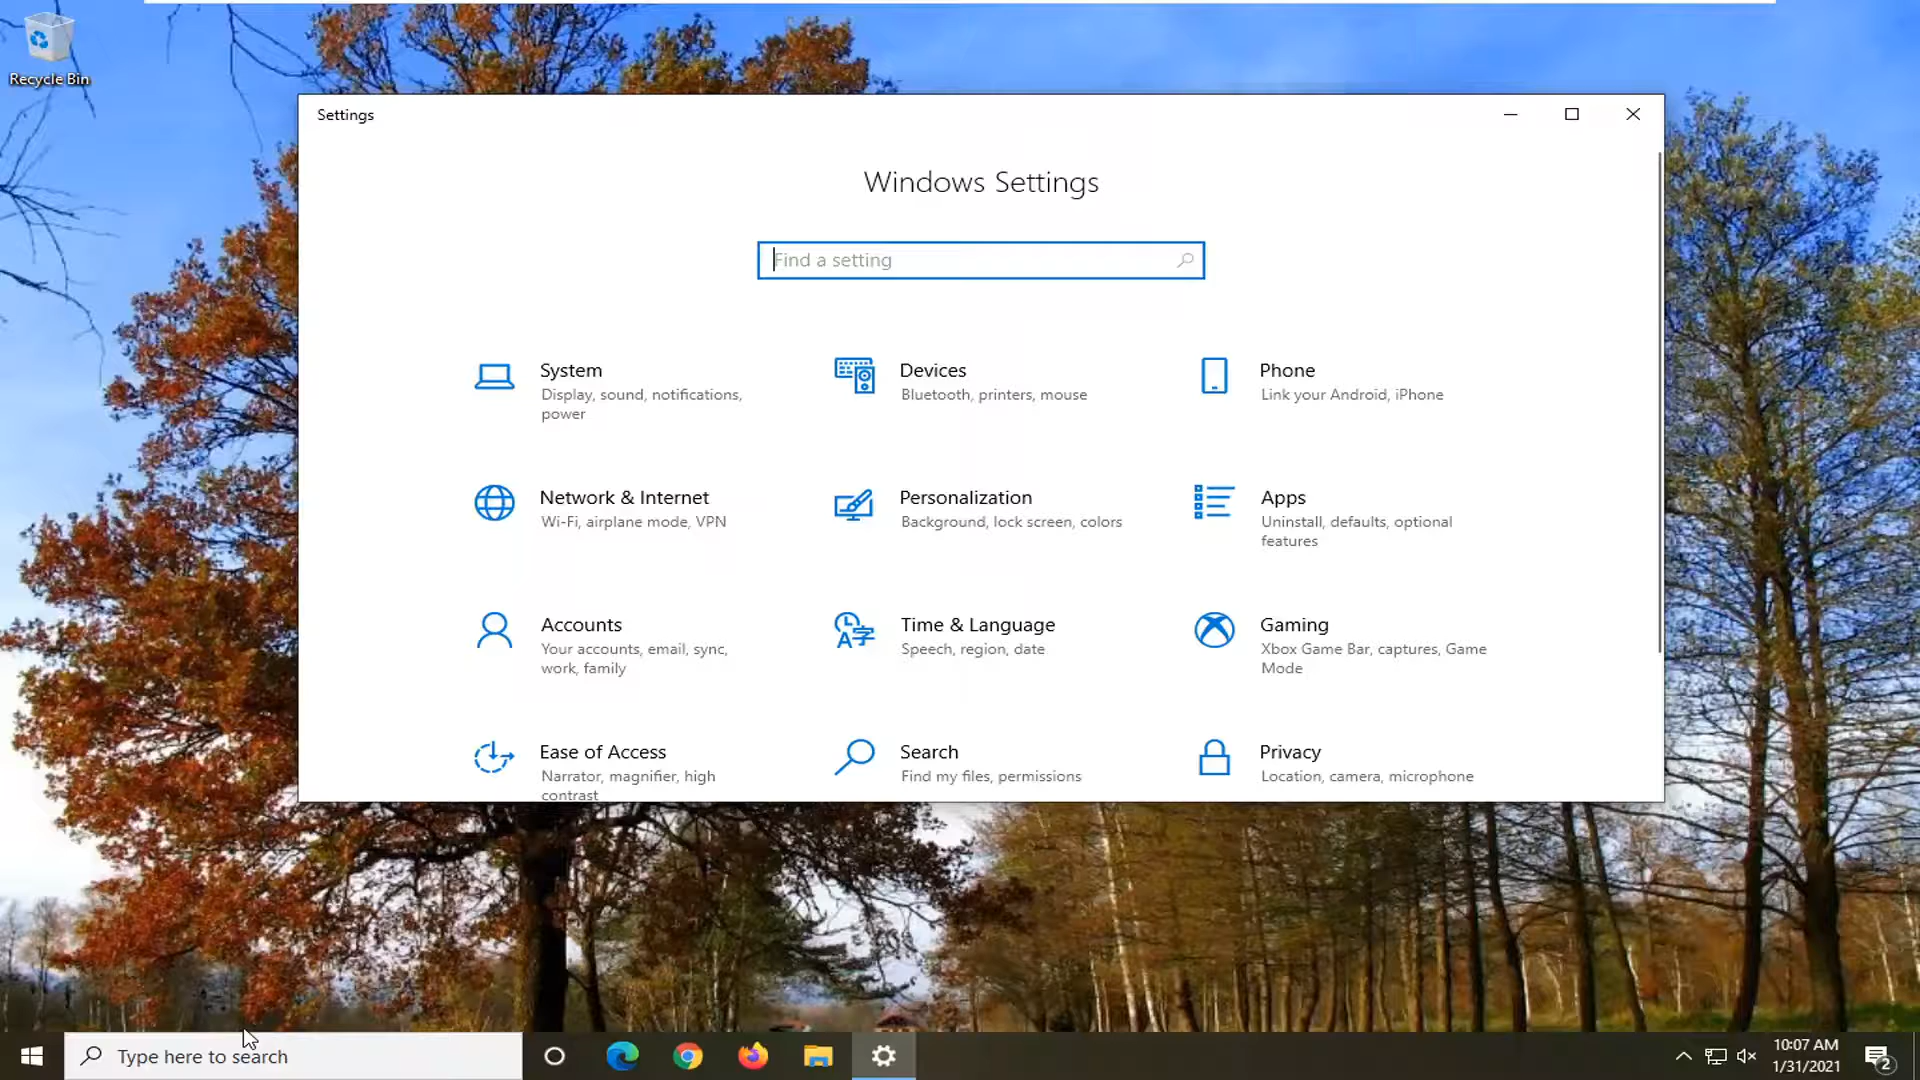 Recycle Bin
Settings
Windows Settings
Find a setting
System
Display, sound, notifications,
power
Devices
Bluetooth, printers, mouse
Phone
Link your Android, iPhone
Network & Internet
Wi-Fi, airplane mode, VPN
Personalization
Background, lock screen, colors
Apps
Uninstall, defaults, optional
features
Accounts
Your accounts, email, sync,
work, family
Time & Language
Speech, region, date
Gaming
Xbox Game Bar, captures, Game
Mode
Ease of Access
Narrator, magnifier, high
contrast
Search
Find my files, permissions
Privacy
Location, camera, microphone
Type here to search
10:07 AM
1/31/2021
2